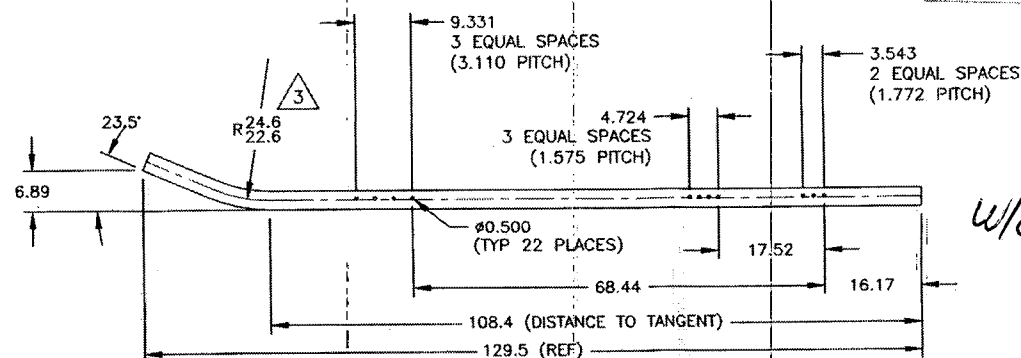 9.331
3 EQUAL SPACES
(3.110 PITCH)
3.543
2 EQUAL SPACES
(1.772 PITCH)
3
R24.6
22.6
23.5°
4.724
3 EQUAL SPACES
(1.575 PITCH)
6.89
ø0.500
(TYP 22 PLACES)
17.52
68.44
16.17
108.4 (DISTANCE TO TANGENT)
129.5 (REF)